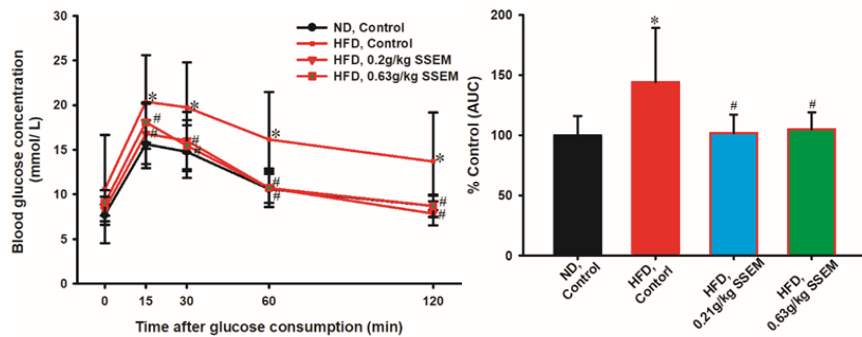 30
25
20
15
10
5
0
Blood glucose concentration
(mmol/ L)
ND, Control
HFD, Control
HFD, 0.2g/kg SSEM
HFD, 0.63g/kg SSEM
* * * *
# # # # # # # #
0 15 30 60 120
Time after glucose consumption (min)
200
150
100
50
0
% Control (AUC)
*
#
#
ND,
Control
HFD,
Contorl
HFD,
0.21g/kg SSEM
HFD,
0.63g/kg SSEM